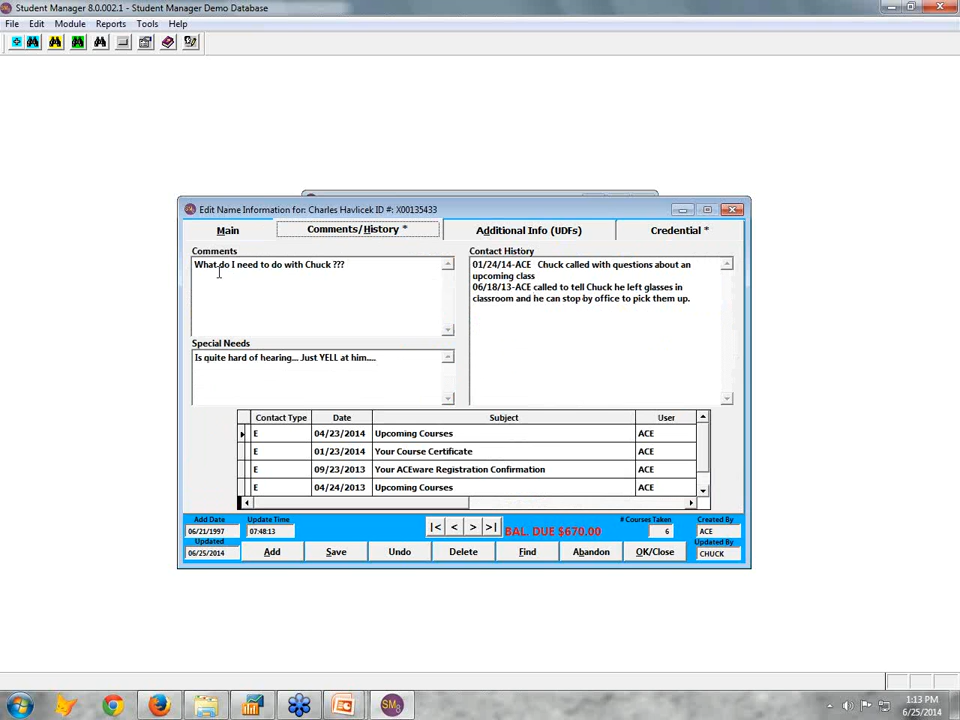 Student Manager 8.0.002.1 - Student Manager Demo Database
File Edit Module Reports Tools Help
Edit Name Information for: Charles Havlicek ID #: X00135433
Main Comments/History * Additional Info (UDFs) Credential *
Comments
What do I need to do with Chuck ???
Special Needs
Is quite hard of hearing... Just YELL at him....
Contact History
01/24/14-ACE Chuck called with questions about an
upcoming class
06/18/13-ACE called to tell Chuck he left glasses in
classroom and he can stop by office to pick them up.
Contact Type Date Subject User
E 04/23/2014 Upcoming Courses ACE
E 01/23/2014 Your Course Certificate ACE
E 09/23/2013 Your ACEware Registration Confirmation ACE
E 04/24/2013 Upcoming Courses ACE
Add Date Update Time # Courses Taken Created By
06/21/1997 07:48:13 |< < > >| BAL. DUE $670.00 6 ACE
Updated Updated By
06/25/2014 Add Save Undo Delete Find Abandon OK/Close CHUCK
SM8
1:13 PM
6/25/2014